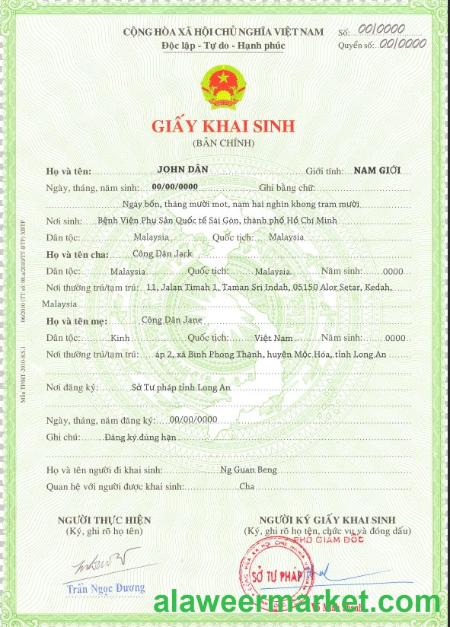 CỘNG HÒA XÃ HỘI CHỦ NGHĨA VIỆT NAM
Độc lập - Tự do - Hạnh phúc
Số: 00/0000
Quyển số: 00/0000
GIẤY KHAI SINH
(BẢN CHÍNH)
Họ và tên: JOHN DÂN Giới tính: NAM GIỚI
Ngày, tháng, năm sinh: 00/00/0000 Ghi bằng chữ:
Ngày bốn, tháng mười mot, nam hai nghin khong tram mười
Nơi sinh: Bệnh Viện Phụ Sản Quốc tế Sài Gòn, thành phố Hồ Chí Minh
Dân tộc: Malaysia Quốc tịch: Malaysia
Họ và tên cha: Công Dân Jack
Dân tộc: Malaysia Quốc tịch: Malaysia Năm sinh: 0000
Nơi thường trú/tạm trú: 11, Jalan Timah 1, Taman Sri Indah, 05150 Alor Setar, Kedah,
Malaysia
Họ và tên mẹ: Công Dân Jane
Dân tộc: Kinh Quốc tịch: Việt Nam Năm sinh: 0000
Nơi thường trú/tạm trú: áp 2, xã Bình Phong Thạnh, huyện Mộc Hóa, tỉnh Long An
Nơi đăng ký: Sở Tư pháp tỉnh Long An
Ngày, tháng, năm đăng ký: 00/00/0000
Ghi chú: Đăng ký đúng hạn
Họ và tên người đi khai sinh: Ng Guan Beng
Quan hệ với người được khai sinh: Cha
NGƯỜI THỰC HIỆN
(Ký, ghi rõ họ tên)
Trần Ngọc Dương
NGƯỜI KÝ GIẤY KHAI SINH
(Ký, ghi rõ họ tên, chức vụ và đóng dấu)
PHÓ GIÁM ĐỐC
SỞ TƯ PHÁP
alaweermarket.com